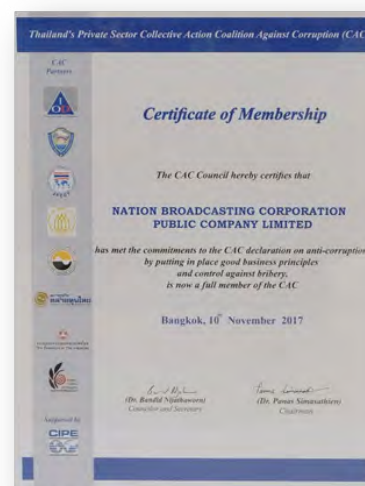 Thailand's Private Sector Collective Action Coalition Against Corruption (CAC
CAC
Partners
Certificate of Membership
The CAC Council hereby certifies that
NATION BROADCASTING CORPORATION
PUBLIC COMPANY LIMITED
has met the commitments to the CAC declaration on anti-corruption
by putting in place good business principles
and control against bribery,
is now a full member of the CAC
Bangkok, 10th November 2017
(Dr. Bandid Nijathaworn)
Councilor and Secretary
(Dr. Panas Simasathien)
Chairman
Supported by
CIPE